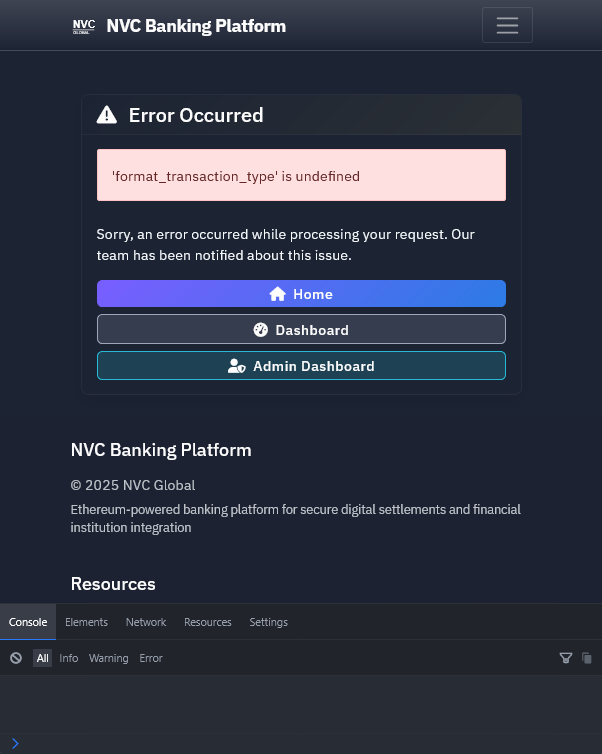 NVC
GLOBAL
NVC Banking Platform
Error Occurred
'format_transaction_type' is undefined
Sorry, an error occurred while processing your request. Our
team has been notified about this issue.
Home
Dashboard
Admin Dashboard
NVC Banking Platform
© 2025 NVC Global
Ethereum-powered banking platform for secure digital settlements and financial
institution integration
Resources
Console Elements Network Resources Settings
All Info Warning Error